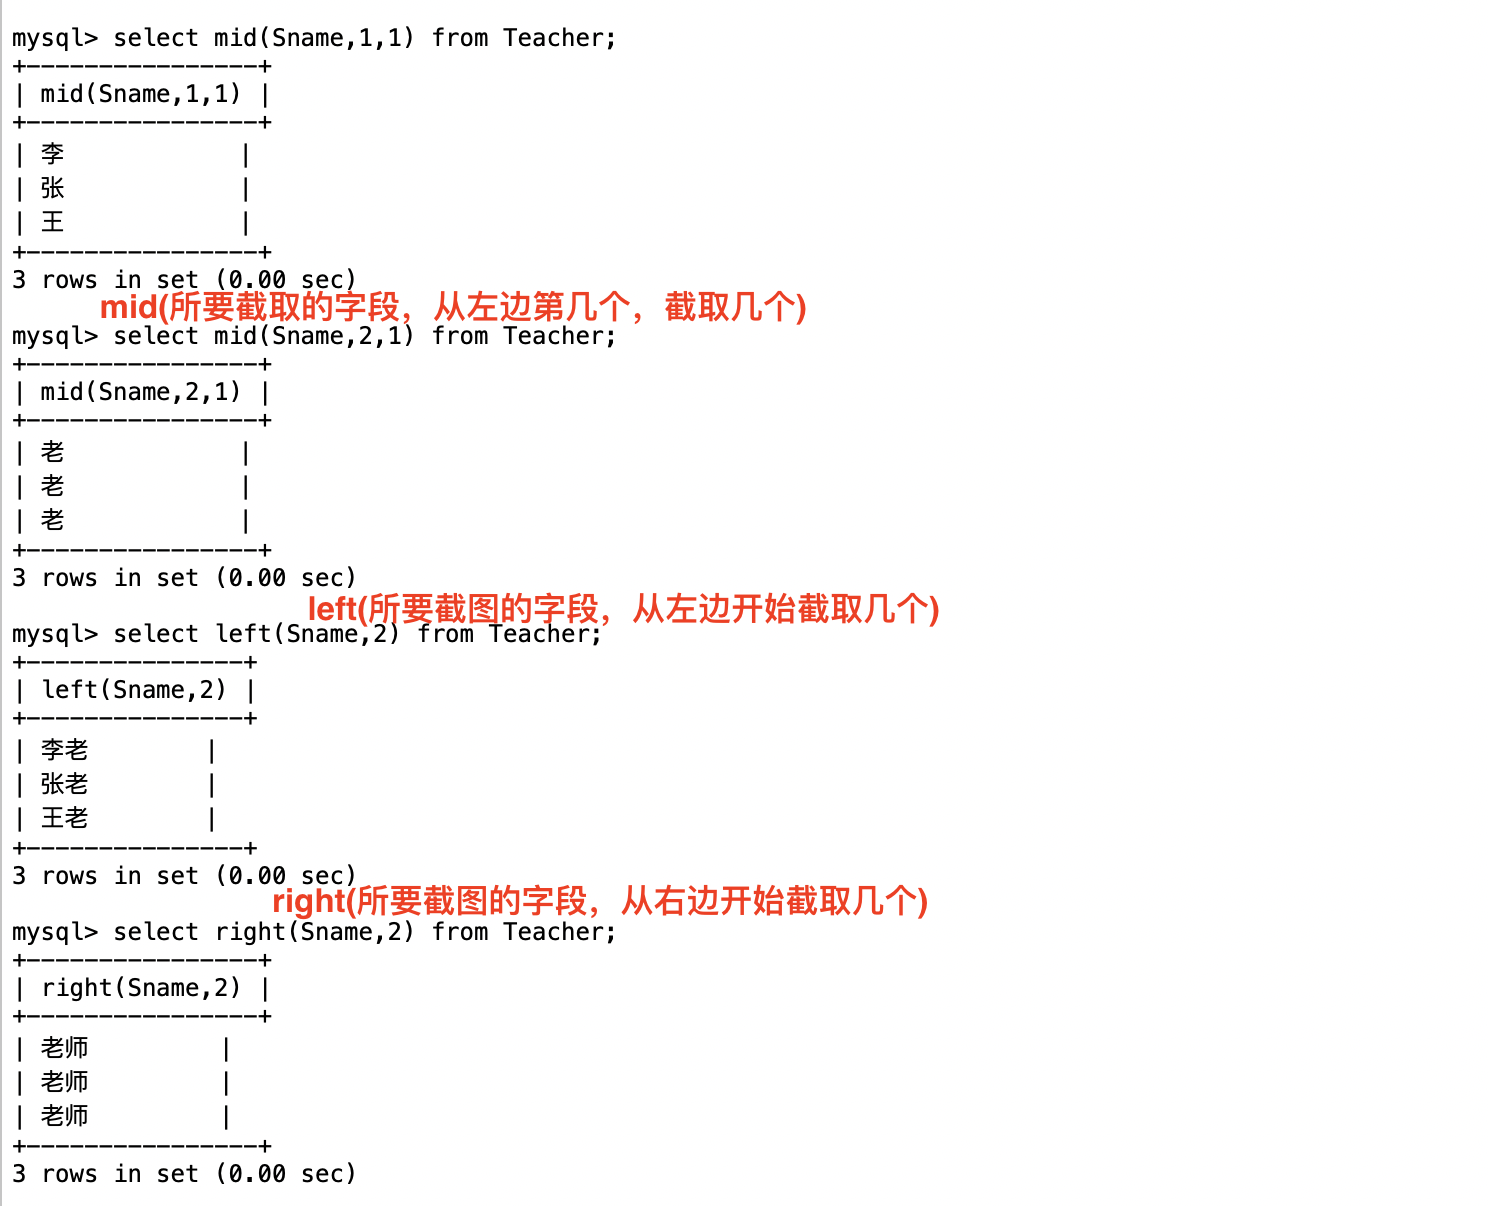 mysql> select mid(Sname,1,1) from Teacher;
+----------------+
| mid(Sname,1,1) |
+----------------+
| 李             |
| 张             |
| 王             |
+----------------+
3 rows in set (0.00 sec)
mid(所要截取的字段，从左边第几个，截取几个)
mysql> select mid(Sname,2,1) from Teacher;
+----------------+
| mid(Sname,2,1) |
+----------------+
| 老             |
| 老             |
| 老             |
+----------------+
3 rows in set (0.00 sec)
left(所要截图的字段，从左边开始截取几个)
mysql> select left(Sname,2) from Teacher;
+---------------+
| left(Sname,2) |
+---------------+
| 李老        |
| 张老        |
| 王老        |
+---------------+
3 rows in set (0.00 sec)
right(所要截图的字段，从右边开始截取几个)
mysql> select right(Sname,2) from Teacher;
+----------------+
| right(Sname,2) |
+----------------+
| 老师         |
| 老师         |
| 老师         |
+----------------+
3 rows in set (0.00 sec)